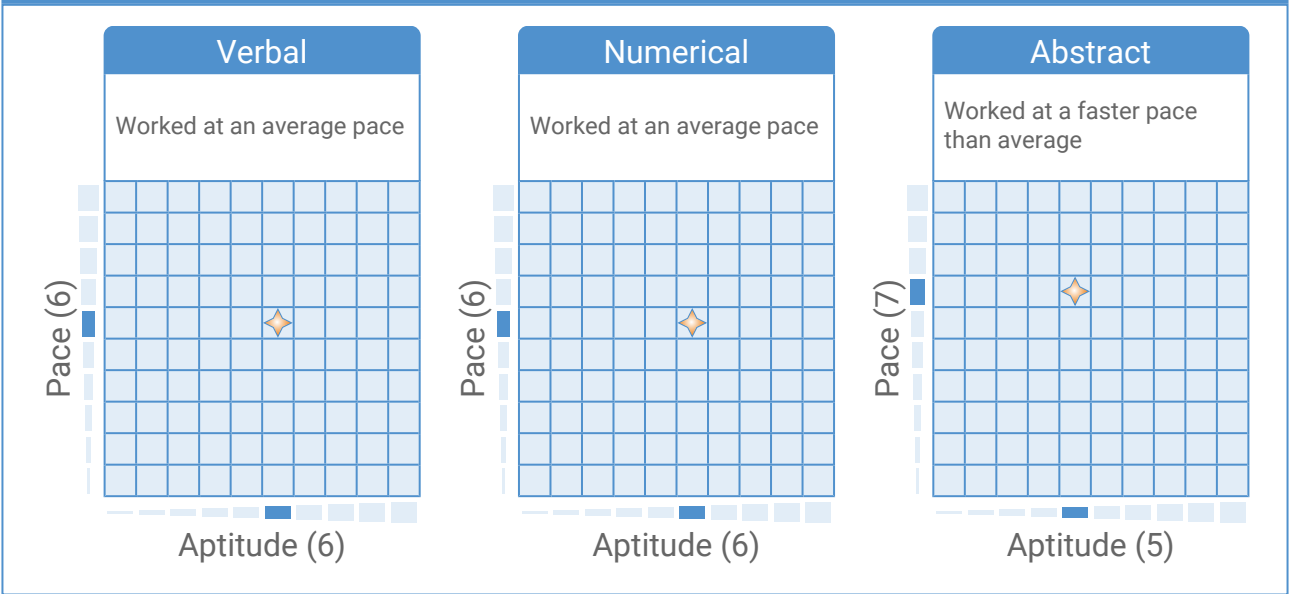 Verbal
Worked at an average pace
Pace (6)
Aptitude (6)
Numerical
Worked at an average pace
Pace (6)
Aptitude (6)
Abstract
Worked at a faster pace
than average
Pace (7)
Aptitude (5)